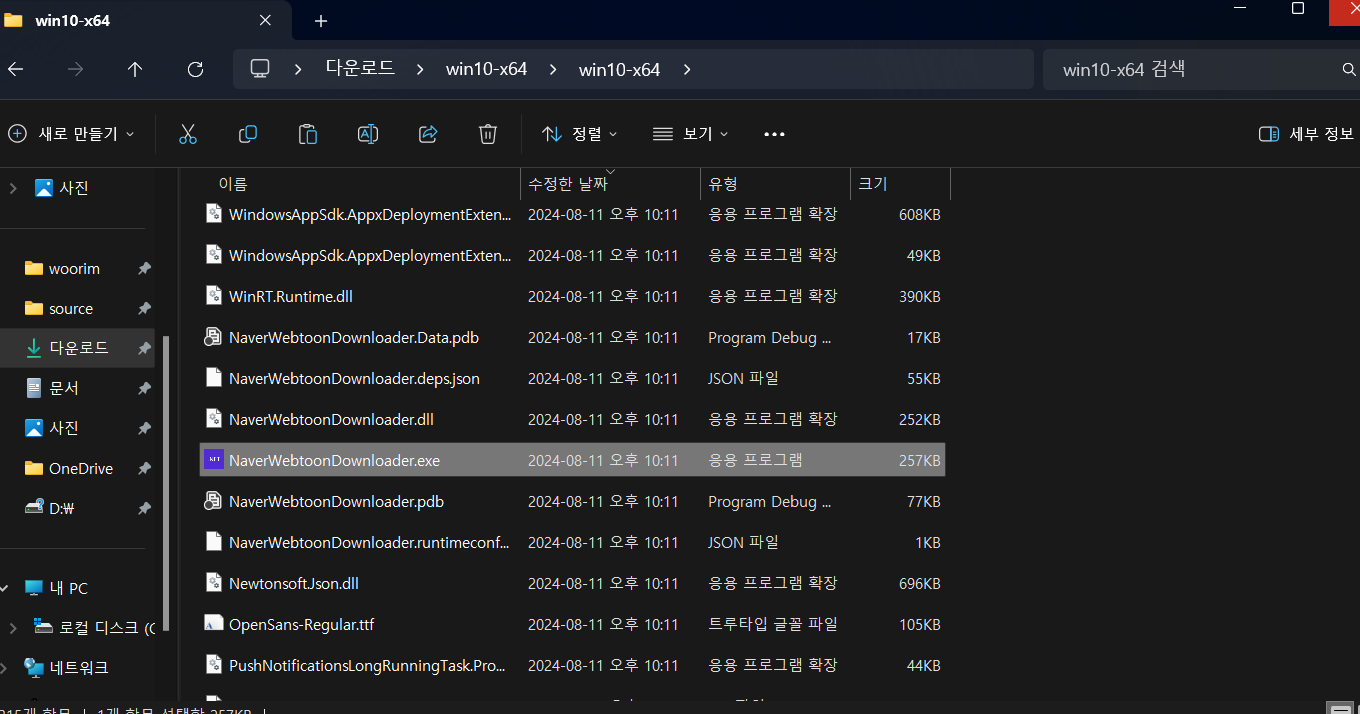 win10-x64
다운로드 > win10-x64 > win10-x64 >
win10-x64 검색
새로 만들기
정렬
보기
세부 정보
사진
woorim
source
다운로드
문서
사진
OneDrive
D:₩
내 PC
로컬 디스크 (C
네트워크
이름 수정한 날짜 유형 크기
WindowsAppSdk.AppxDeploymentExten... 2024-08-11 오후 10:11 응용 프로그램 확장 608KB
WindowsAppSdk.AppxDeploymentExten... 2024-08-11 오후 10:11 응용 프로그램 확장 49KB
WinRT.Runtime.dll 2024-08-11 오후 10:11 응용 프로그램 확장 390KB
NaverWebtoonDownloader.Data.pdb 2024-08-11 오후 10:11 Program Debug ... 17KB
NaverWebtoonDownloader.deps.json 2024-08-11 오후 10:11 JSON 파일 55KB
NaverWebtoonDownloader.dll 2024-08-11 오후 10:11 응용 프로그램 확장 252KB
NaverWebtoonDownloader.exe 2024-08-11 오후 10:11 응용 프로그램 257KB
NaverWebtoonDownloader.pdb 2024-08-11 오후 10:11 Program Debug ... 77KB
NaverWebtoonDownloader.runtimeconf... 2024-08-11 오후 10:11 JSON 파일 1KB
Newtonsoft.Json.dll 2024-08-11 오후 10:11 응용 프로그램 확장 696KB
OpenSans-Regular.ttf 2024-08-11 오후 10:11 트루타입 글꼴 파일 105KB
PushNotificationsLongRunningTask.Pro... 2024-08-11 오후 10:11 응용 프로그램 확장 44KB
항목 | 1개 항목 선택함 257KB |